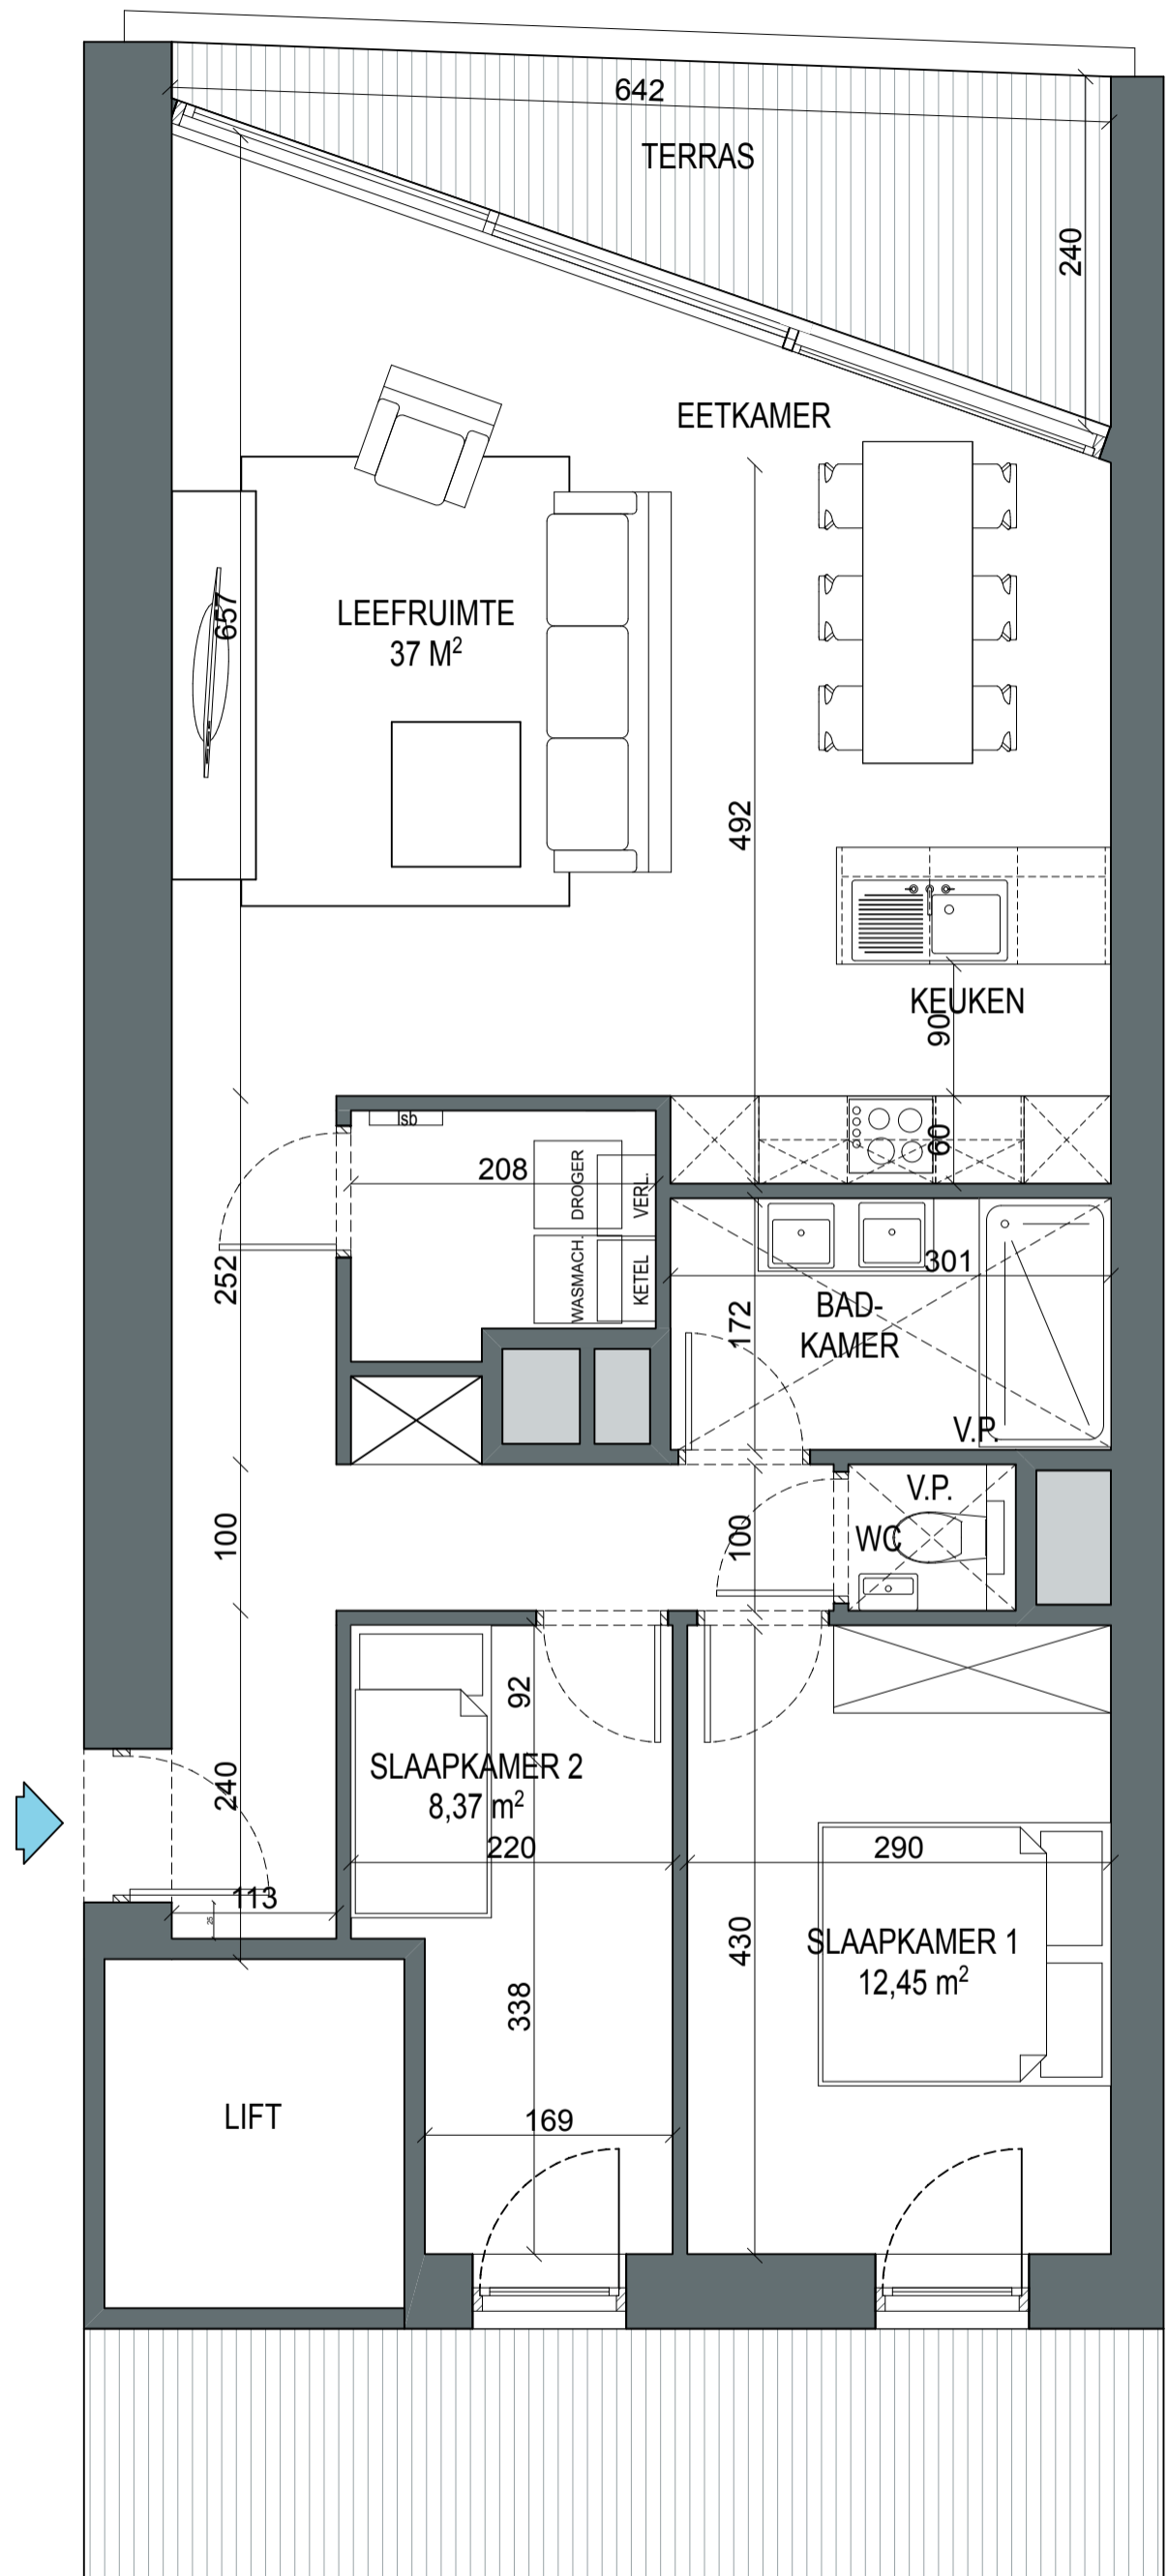 642
TERRAS
240
EETKAMER
LEEFRUIMTE
37 M²
657
492
KEUKEN
90
sb
60
208
DROGER
VERL.
WASMACH.
KETEL
252
301
172
BAD-
KAMER
V.P.
V.P.
WC
100
100
92
SLAAPKAMER 2
8,37 m²
240
220
290
113
25
430
SLAAPKAMER 1
12,45 m²
338
LIFT
169